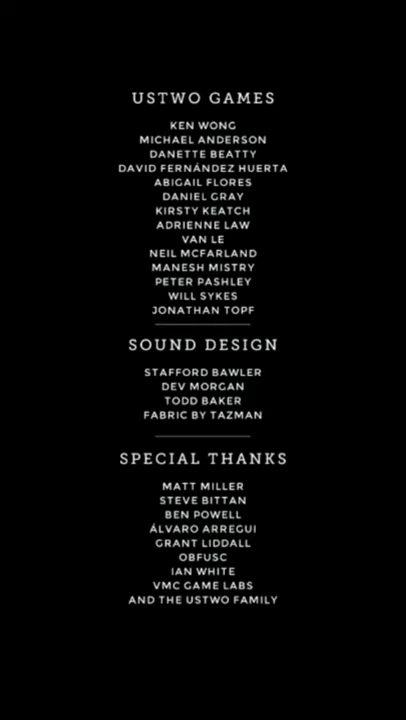 USTWO GAMES
KEN WONG
MICHAEL ANDERSON
DANETTE BEATTY
DAVID FERNÁNDEZ HUERTA
ABIGAIL FLORES
DANIEL GRAY
KIRSTY KEATCH
ADRIENNE LAW
VAN LE
NEIL MCFARLAND
MANESH MISTRY
PETER PASHLEY
WILL SYKES
JONATHAN TOPF
SOUND DESIGN
STAFFORD BAWLER
DEV MORGAN
TODD BAKER
FABRIC BY TAZMAN
SPECIAL THANKS
MATT MILLER
STEVE BITTAN
BEN POWELL
ÁLVARO ARREGUI
GRANT LIDDALL
OBFUSC
IAN WHITE
VMC GAME LABS
AND THE USTWO FAMILY